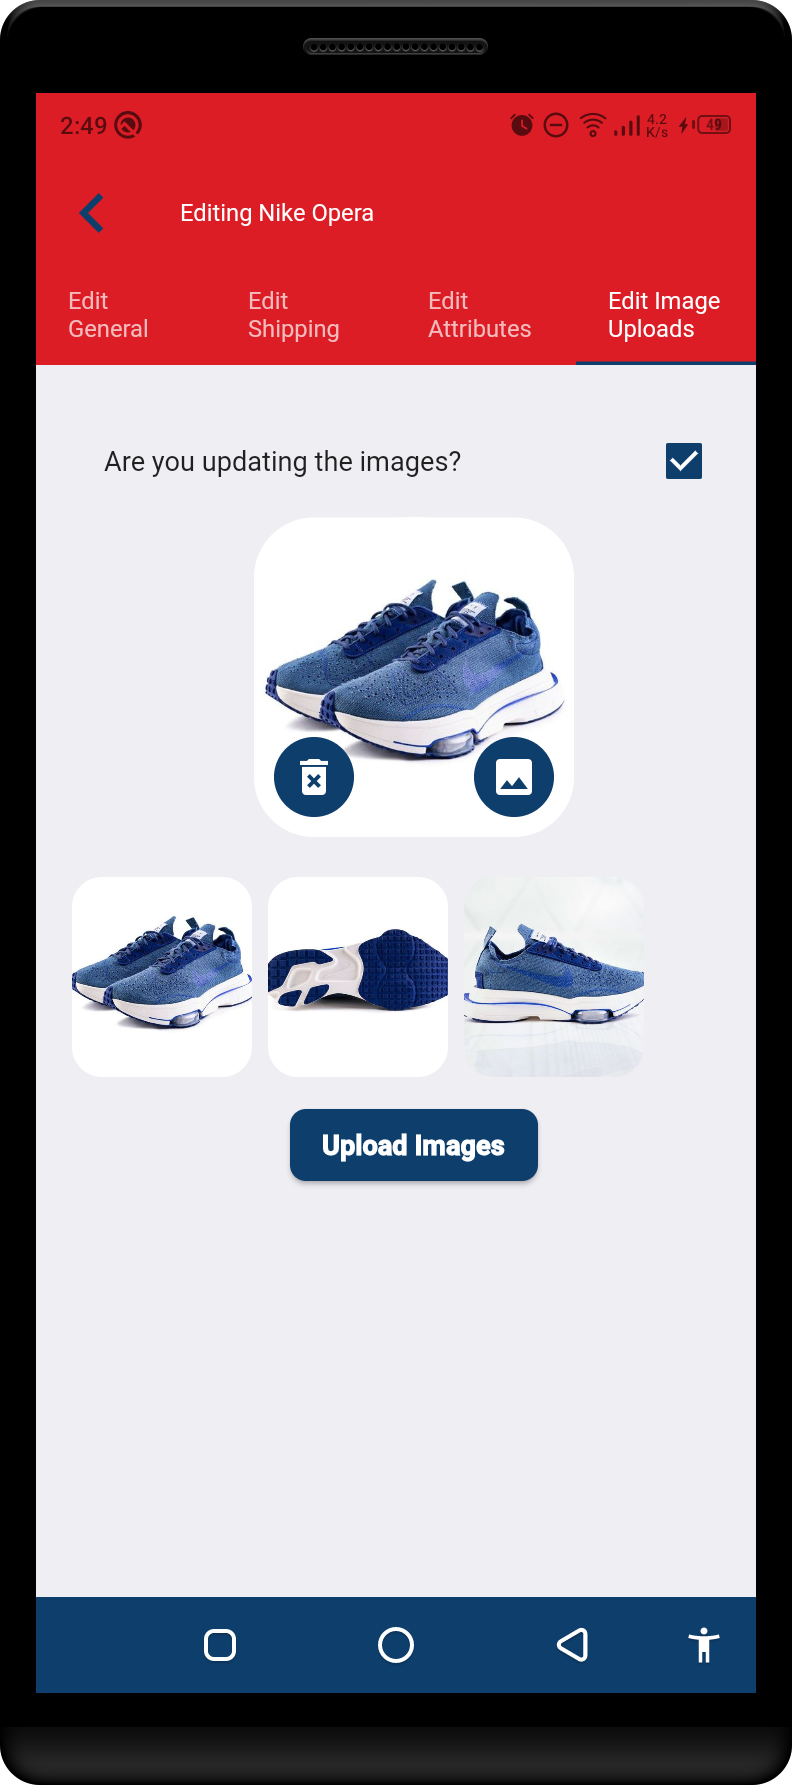 2:49
4.2
K/s
49
Editing Nike Opera
Edit
General
Edit
Shipping
Edit
Attributes
Edit Image
Uploads
Are you updating the images?
Upload Images